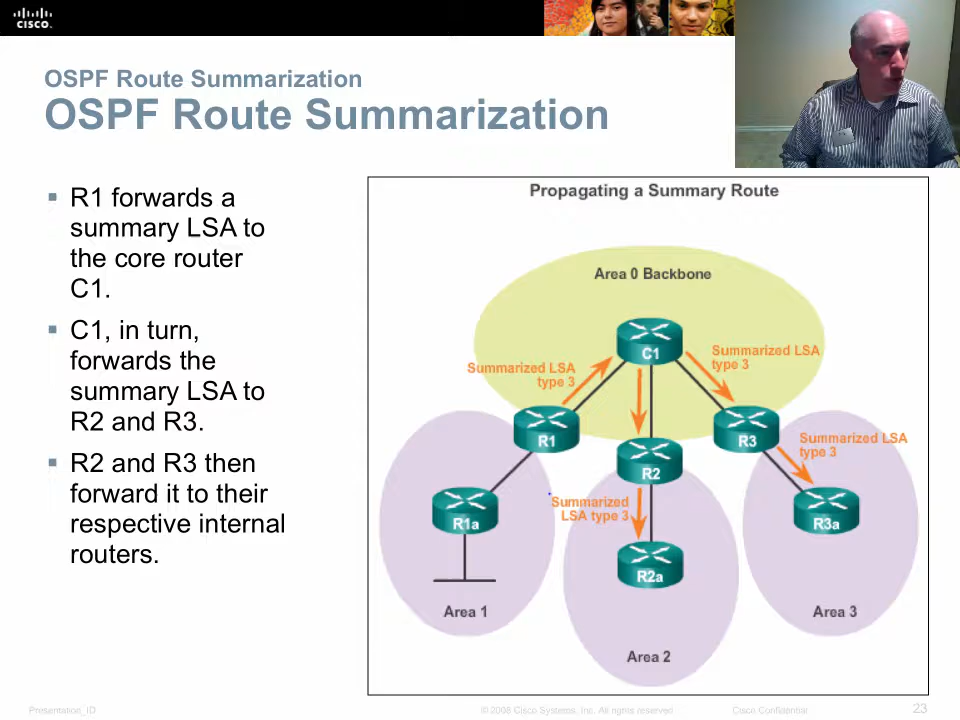 CISCO
OSPF Route Summarization
OSPF Route Summarization
R1 forwards a
summary LSA to
the core router
C1.
C1, in turn,
forwards the
summary LSA to
R2 and R3.
R2 and R3 then
forward it to their
respective internal
routers.
Propagating a Summary Route
Area 0 Backbone
C1
Summarized LSA
type 3
Summarized LSA
type 3
R1
R3
Summarized LSA
type 3
R2
Summarized
LSA type 3
R1a
R3a
R2a
Area 1
Area 3
Area 2
Presentation_ID
© 2008 Cisco Systems, Inc. All rights reserved.
Cisco Confidential
23